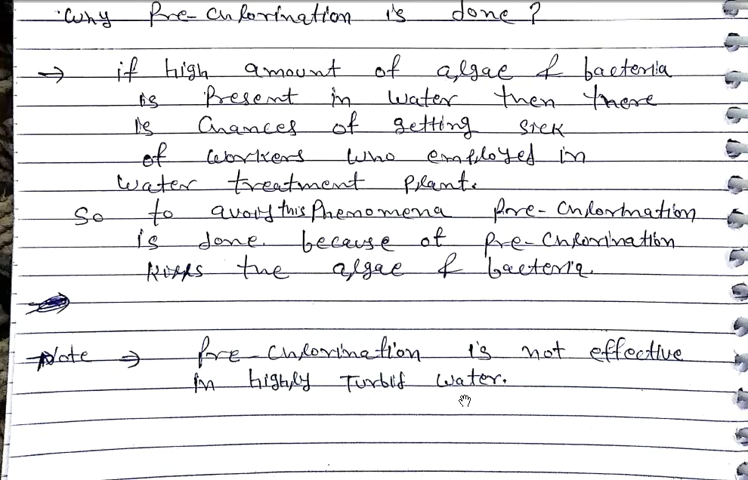 Why Pre-Chlorination is done?
→ if high amount of algae & bacteria
is Present in water then there
is chances of getting sick
of workers who employed in
water treatment Plant.
So to avoid this Phenomena Pre-Chlorination
is done. because of Pre-Chlorination
kills the algae & bacteria.
Note ⇒ Pre-Chlorination is not effective
in highly Turbid water.